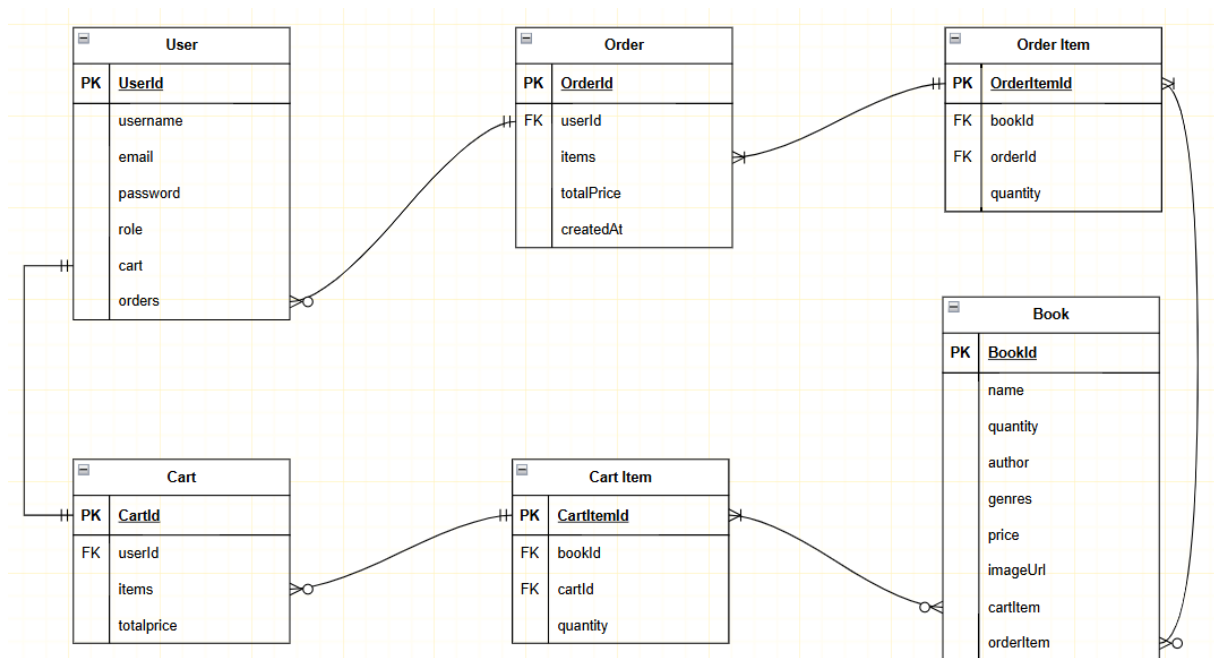 User
PK UserId
username
email
password
role
cart
orders
Order
PK OrderId
FK userId
items
totalPrice
createdAt
Order Item
PK OrderItemId
FK bookId
FK orderId
quantity
Book
PK BookId
name
quantity
author
genres
price
imageUrl
cartItem
orderItem
Cart
PK CartId
FK userId
items
totalprice
Cart Item
PK CartItemId
FK bookId
FK cartId
quantity